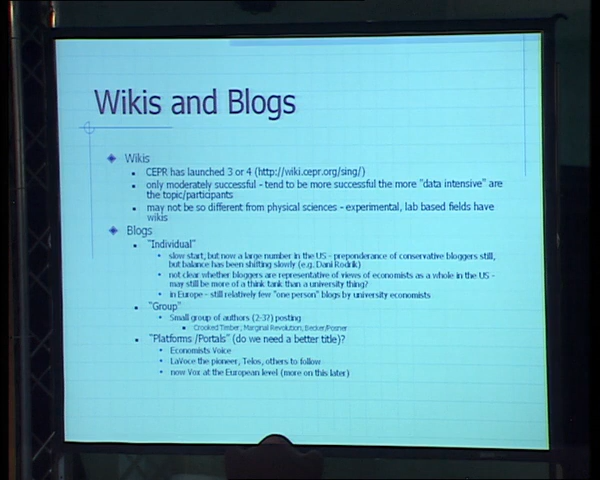 Wikis and Blogs
Wikis
CEPR has launched 3 or 4 (http://wiki.cepr.org/sing/)
only moderately successful - tend to be more successful the more "data intensive" are
the topic/participants
may not be so different from physical sciences - experimental, lab based fields have
wikis
Blogs
"Individual"
slow start, but now a large number in the US - preponderance of conservative bloggers still,
but balance has been shifting slowly (e.g. Dani Rodrik)
not clear whether bloggers are representative of views of economists as a whole in the US -
may still be more of a think tank than a university thing?
in Europe - still relatively few "one person" blogs by university economists
"Group"
Small group of authors (2-3?) posting
Crooked Timber, Marginal Revolution, Becker/Posner
"Platforms /Portals" (do we need a better title)?
Economists Voice
LaVoce the pioneer, Telos, others to follow
now Vox at the European level (more on this later)